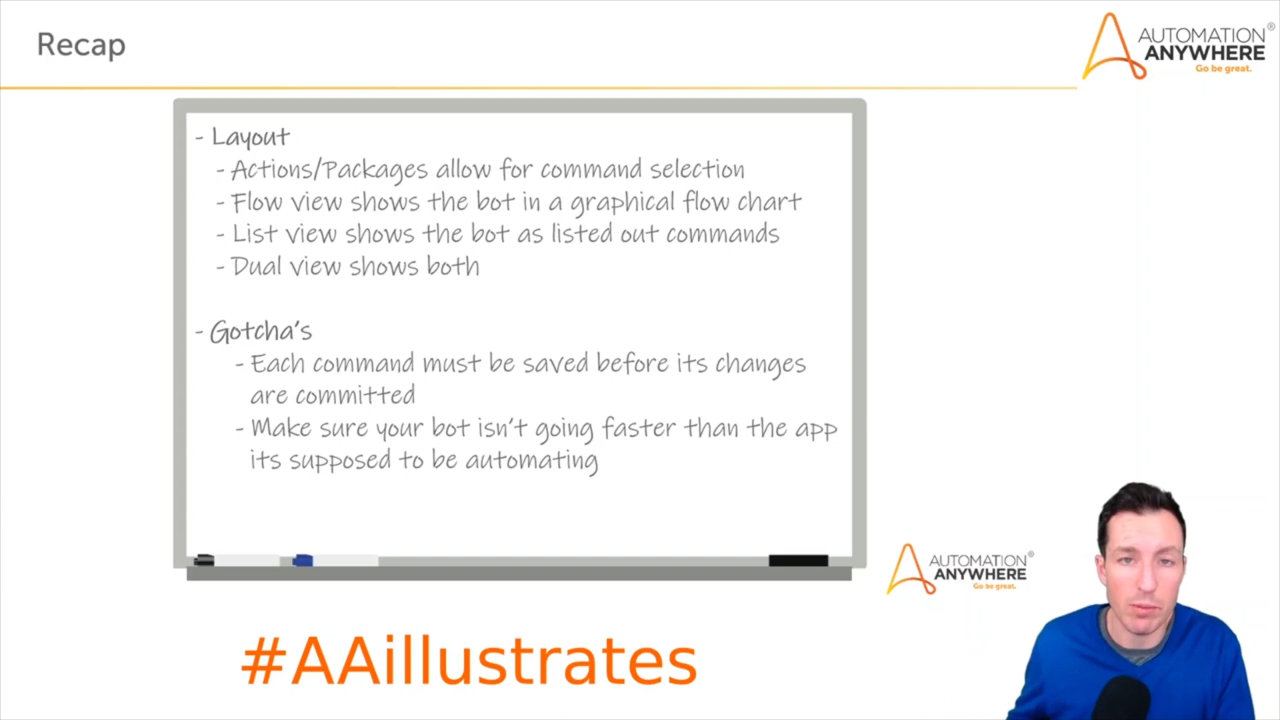 Recap
AUTOMATION
ANYWHERE
Go be great.
- Layout
- Actions/Packages allow for command selection
- Flow view shows the bot in a graphical flow chart
- List view shows the bot as listed out commands
- Dual view shows both
- Gotcha's
- Each command must be saved before its changes
are committed
- Make sure your bot isn't going faster than the app
its supposed to be automating
AUTOMATION
ANYWHERE
Go be great.
#AAillustrates